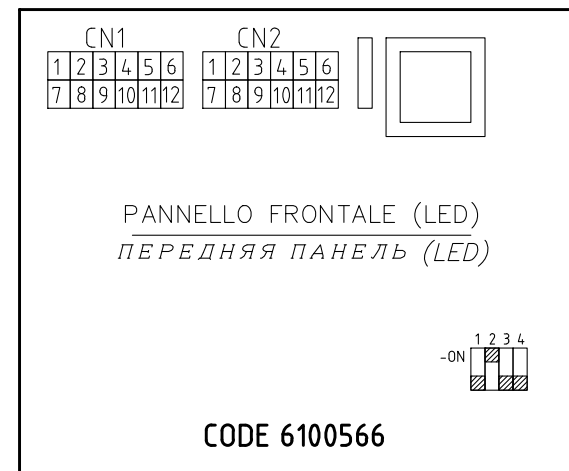 CN1 CN2
1 2 3 4 5 6 1 2 3 4 5 6
7 8 9 10 11 12 7 8 9 10 11 12
PANNELLO FRONTALE (LED)
ПЕРЕДНЯЯ ПАНЕЛЬ (LED)
1 2 3 4
-ON
CODE 6100566